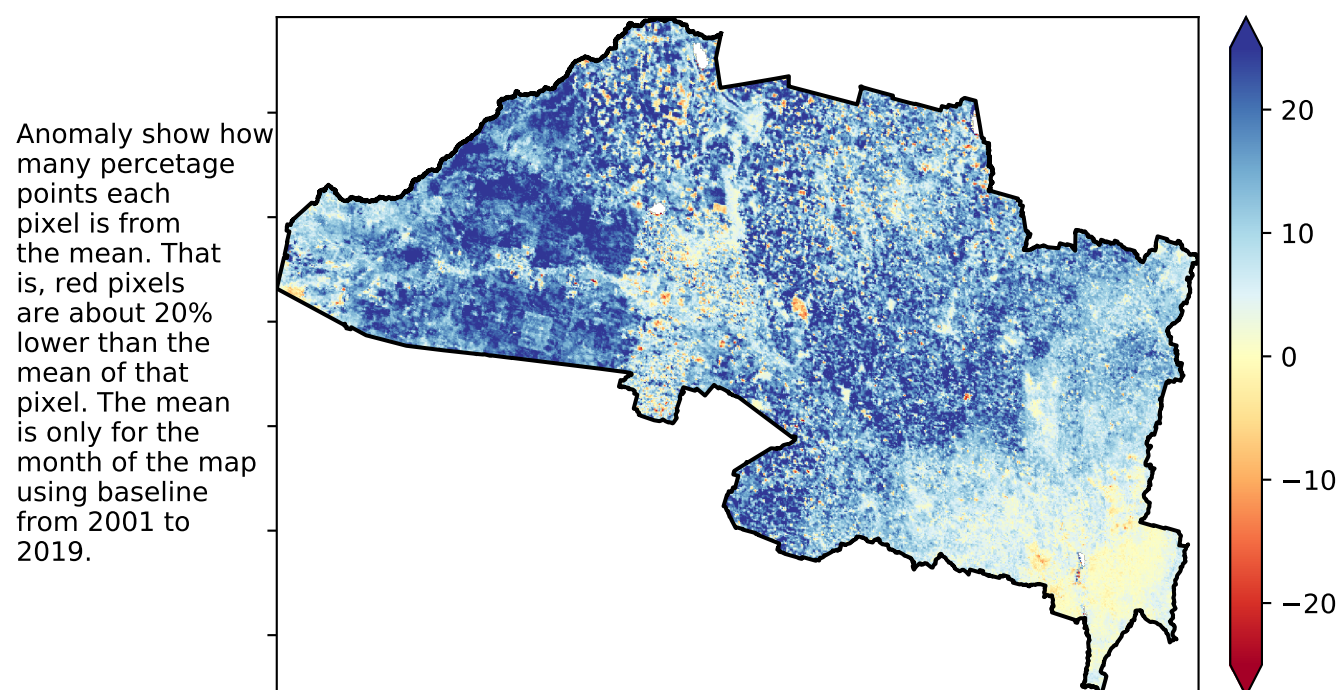 Anomaly show how
many percetage
points each
pixel is from
the mean. That
is, red pixels
are about 20%
lower than the
mean of that
pixel. The mean
is only for the
month of the map
using baseline
from 2001 to
2019.
20
10
0
−10
−20